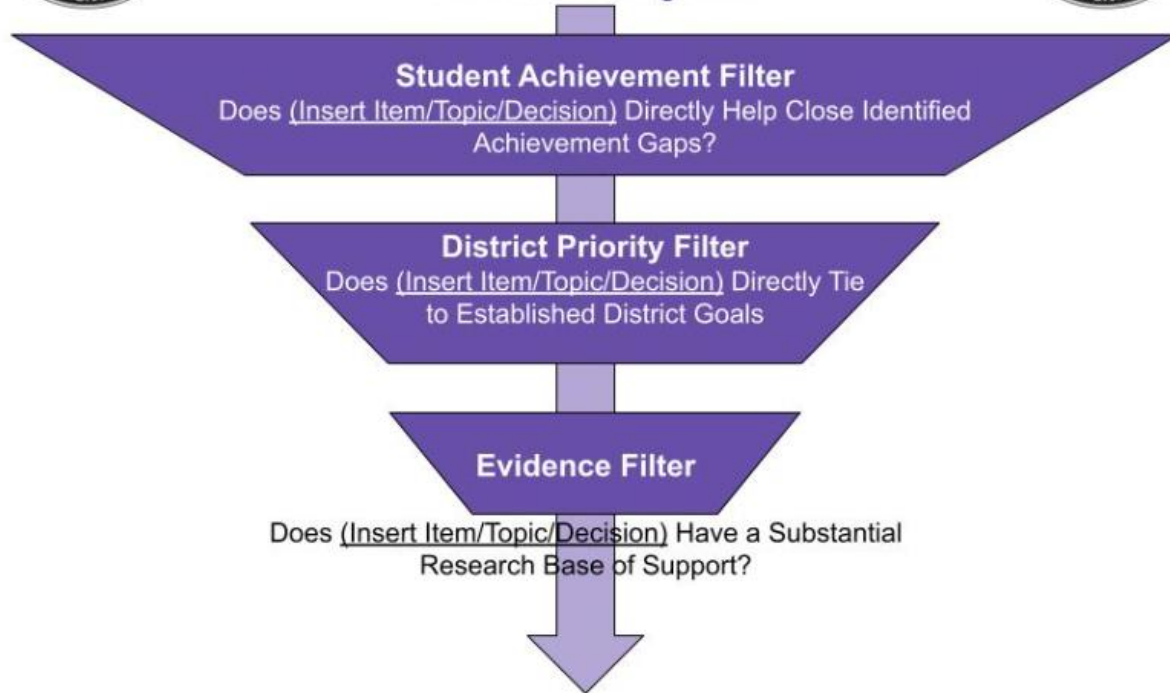 Student Achievement Filter
Does (Insert Item/Topic/Decision) Directly Help Close Identified
Achievement Gaps?
District Priority Filter
Does (Insert Item/Topic/Decision) Directly Tie
to Established District Goals
Evidence Filter
Does (Insert Item/Topic/Decision) Have a Substantial
Research Base of Support?